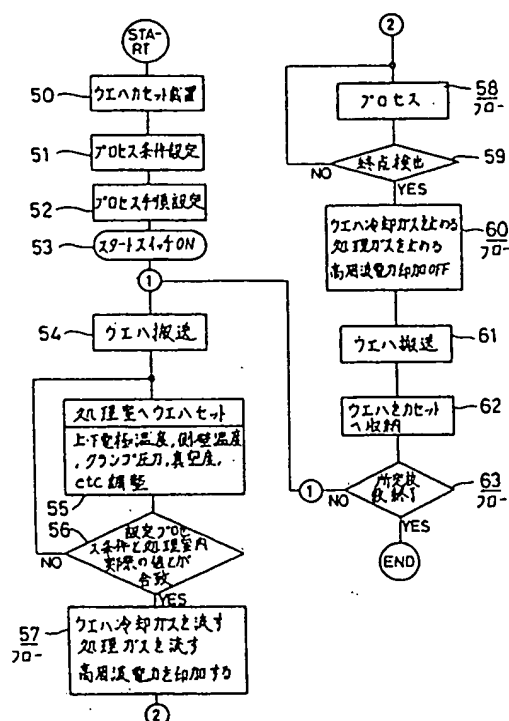 STA-
RT
50
ウエハカセット載置
51
プロセス条件設定
52
プロセス手順設定
53
スタートスイッチON
①
54
ウエハ搬送
処理室へウエハセット
上・下電極温度,側壁温度
,クランプ圧力,真空度,
etc調整
55
56
設定プロセ
ス条件と処理室内
実際の値とが
合致
NO
YES
57
フロー
ウエハ冷却ガスを流す
処理ガスを流す
高周波電力を印加する
②
②
プロセス
58
フロー
終点検出
59
NO
YES
ウエハ冷却ガスを止める
処理ガスを止める
高周波電力印加OFF
60
フロー
ウエハ搬送
61
ウエハをカセット
へ収納
62
所定枚
数終了
63
フロー
①
NO
YES
END